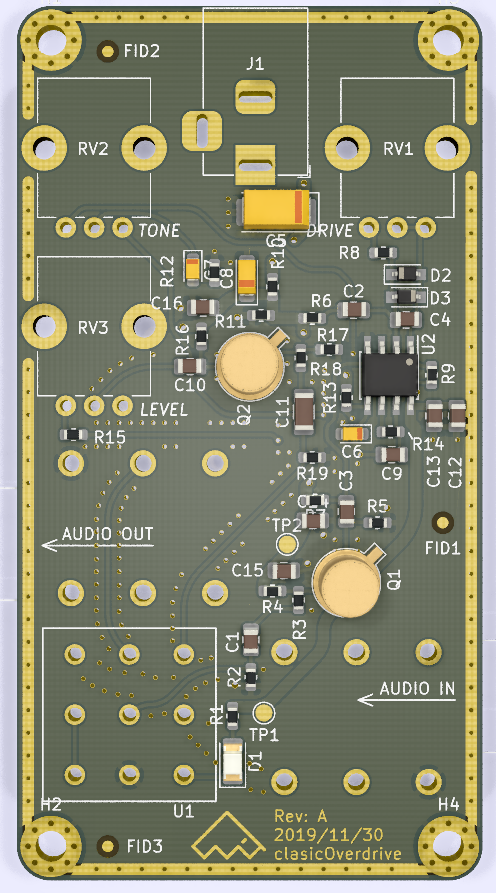 FID2
J1
RV2
RV1
TONE
DRIVE
C5
R10
R8
R12
C7
C8
D2
D3
C16
C2
R6
C4
RV3
R11
R16
R17
U2
R18
R9
C10
R13
LEVEL
Q2
C11
R15
C6
R14
R19
C9
C13
C12
C3
R5
TP2
AUDIO OUT
FID1
C15
Q1
R4
R3
C1
R2
AUDIO IN
R1
TP1
D1
H2
U1
H4
Rev: A
2019/11/30
FID3
clasicOverdrive